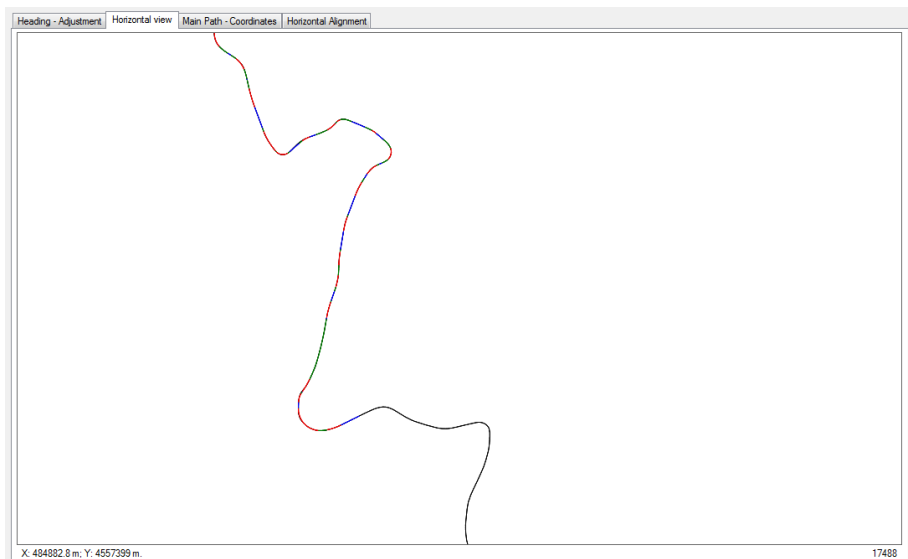 Heading - Adjustment Horizontal view Main Path - Coordinates Horizontal Alignment
X: 484882.8 m; Y: 4557399 m. 17488